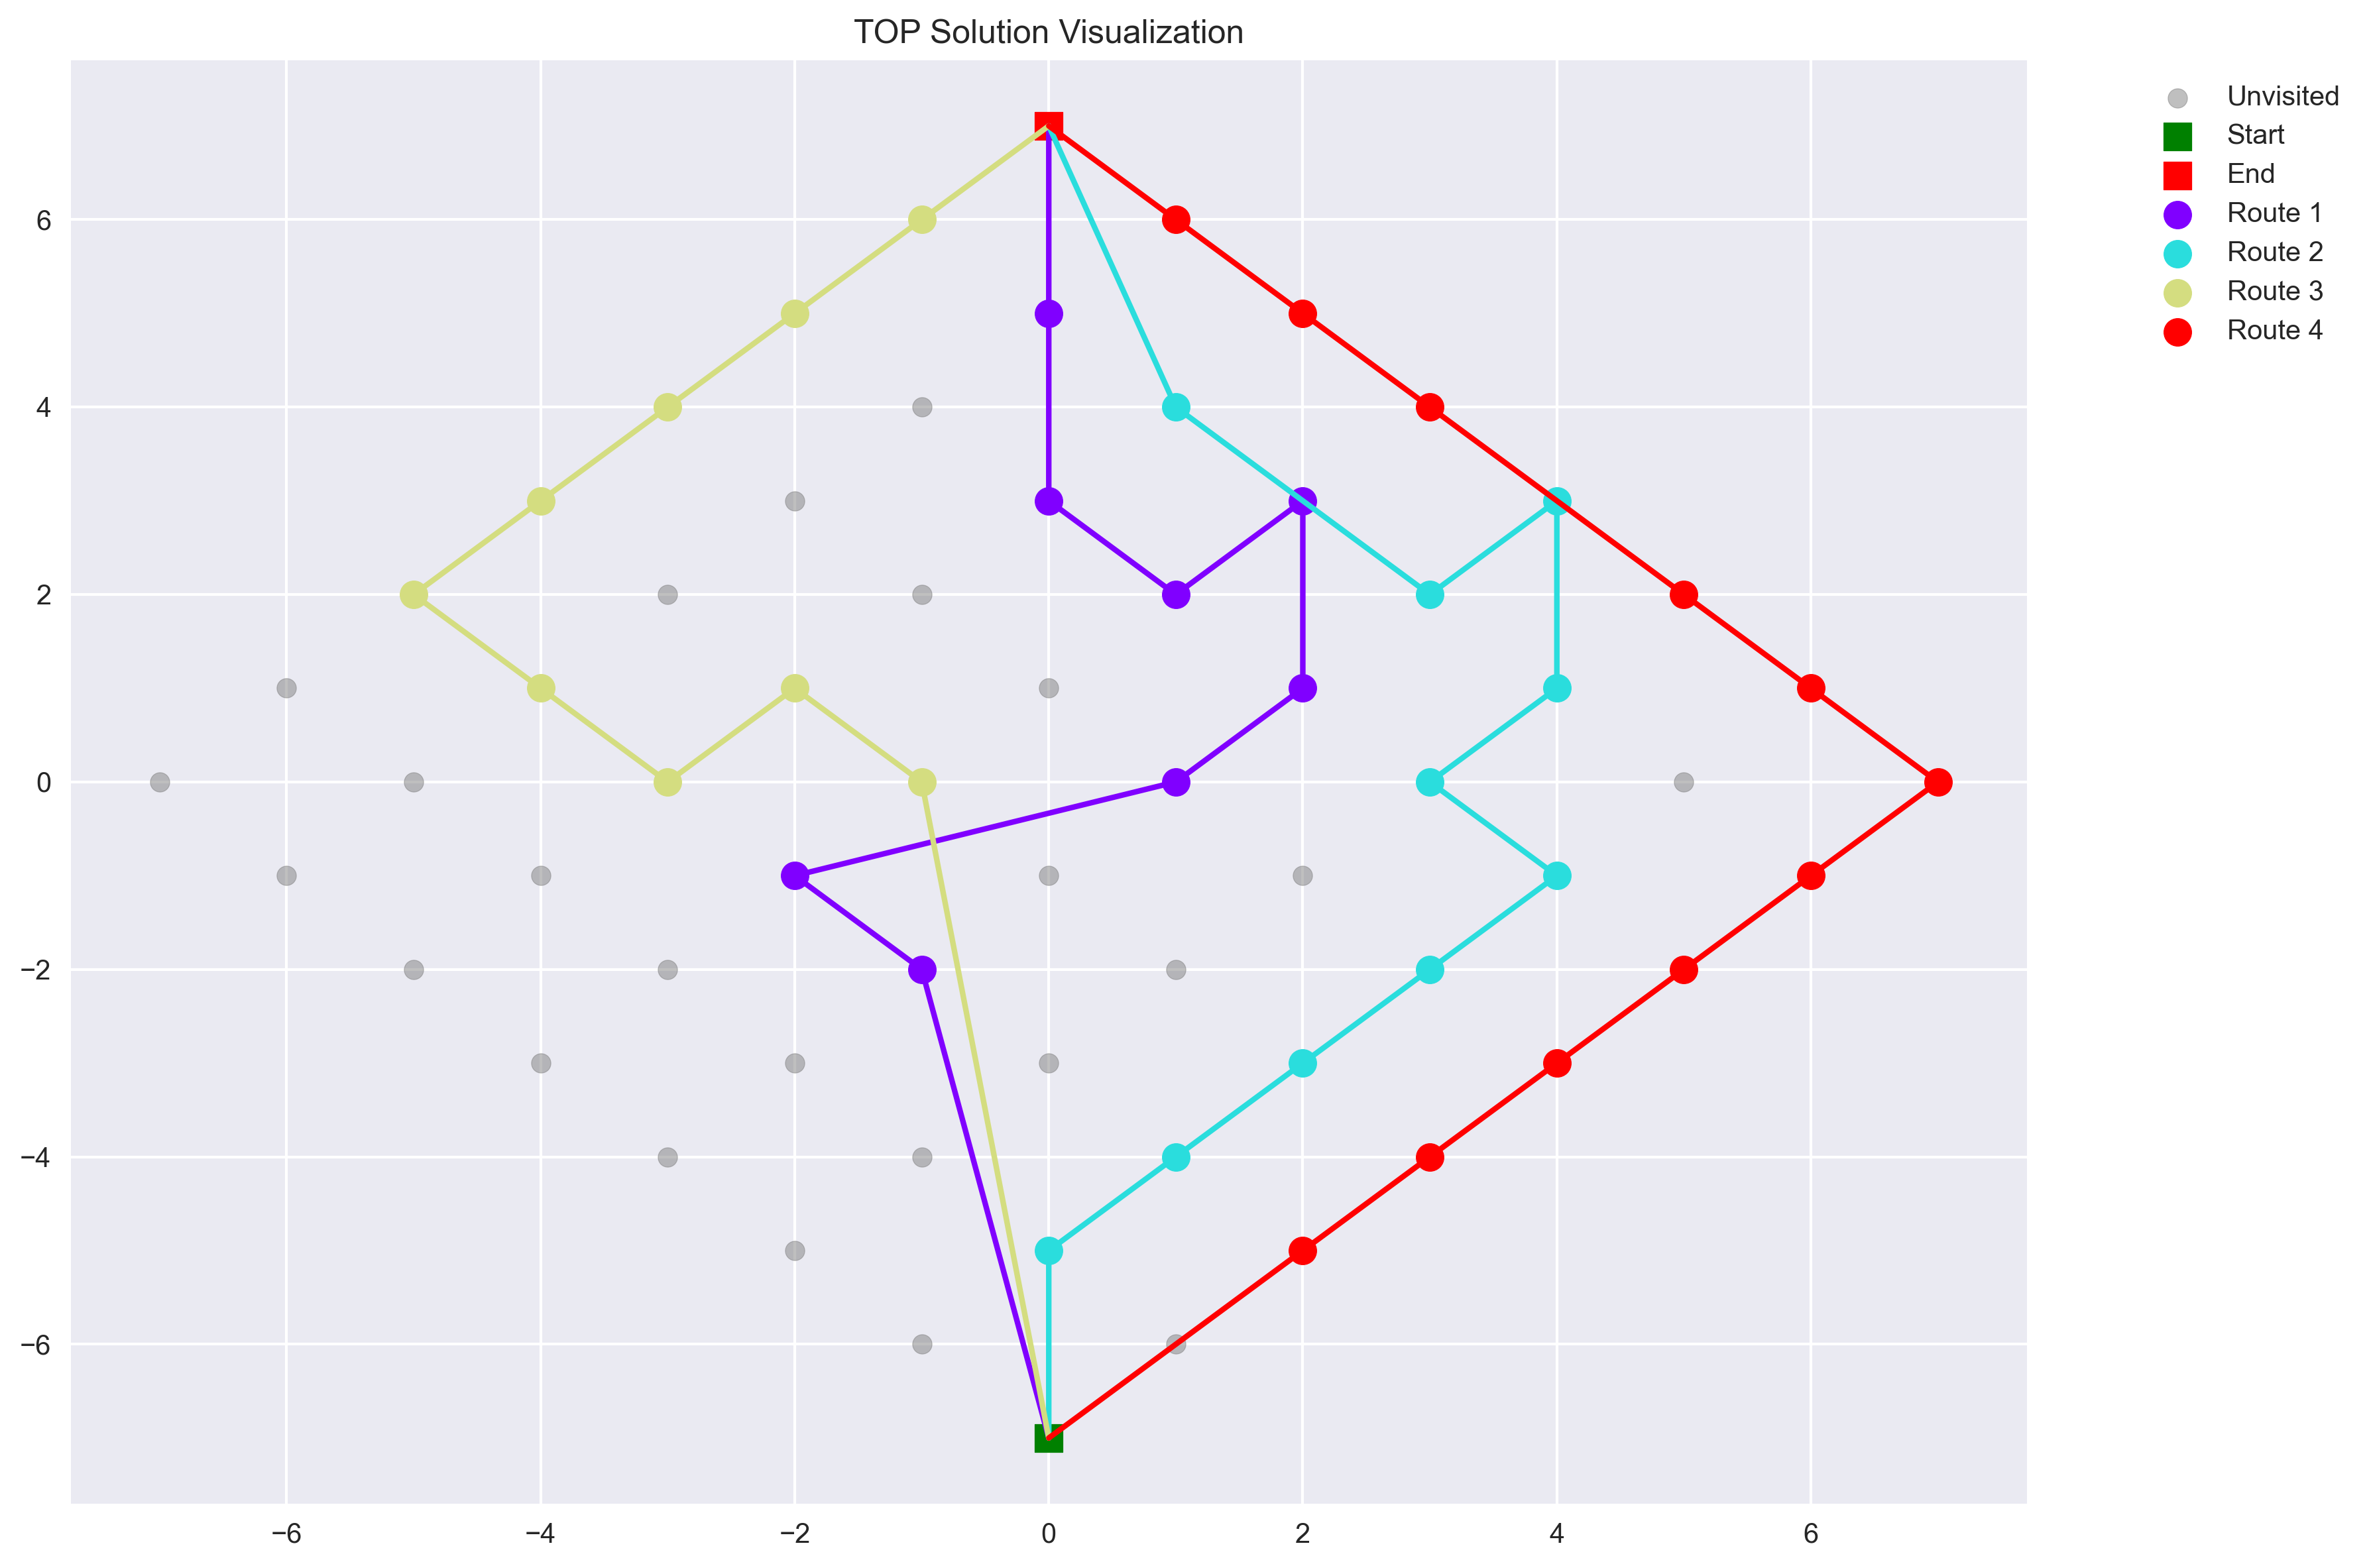 TOP Solution Visualization
Unvisited
Start
End
Route 1
Route 2
Route 3
Route 4
6
4
2
0
−2
−4
−6
−6 −4 −2 0 2 4 6